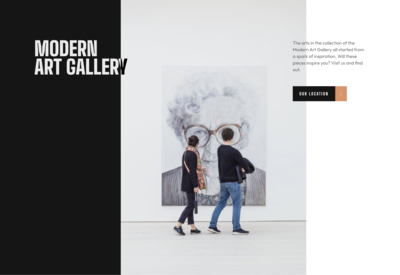 MODERN
ART GALLERY
The arts in the collection of the
Modern Art Gallery all started from
a spark of inspiration. Will these
pieces inspire you? Visit us and find
out.
OUR LOCATION